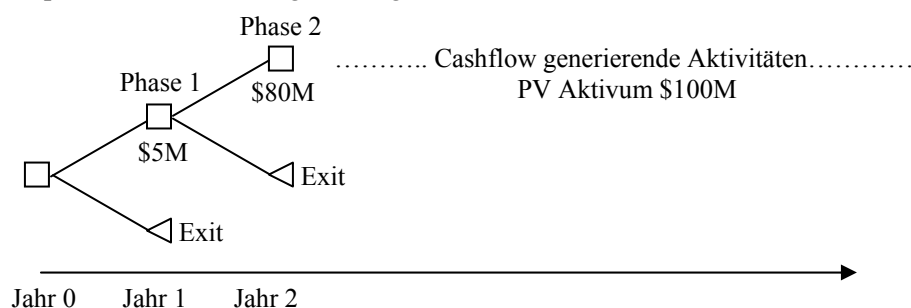 Phase 2
……….. Cashflow generierende Aktivitäten…………
Phase 1
$80M
PV Aktivum $100M
$5M
Exit
Exit
Jahr 0 Jahr 1 Jahr 2